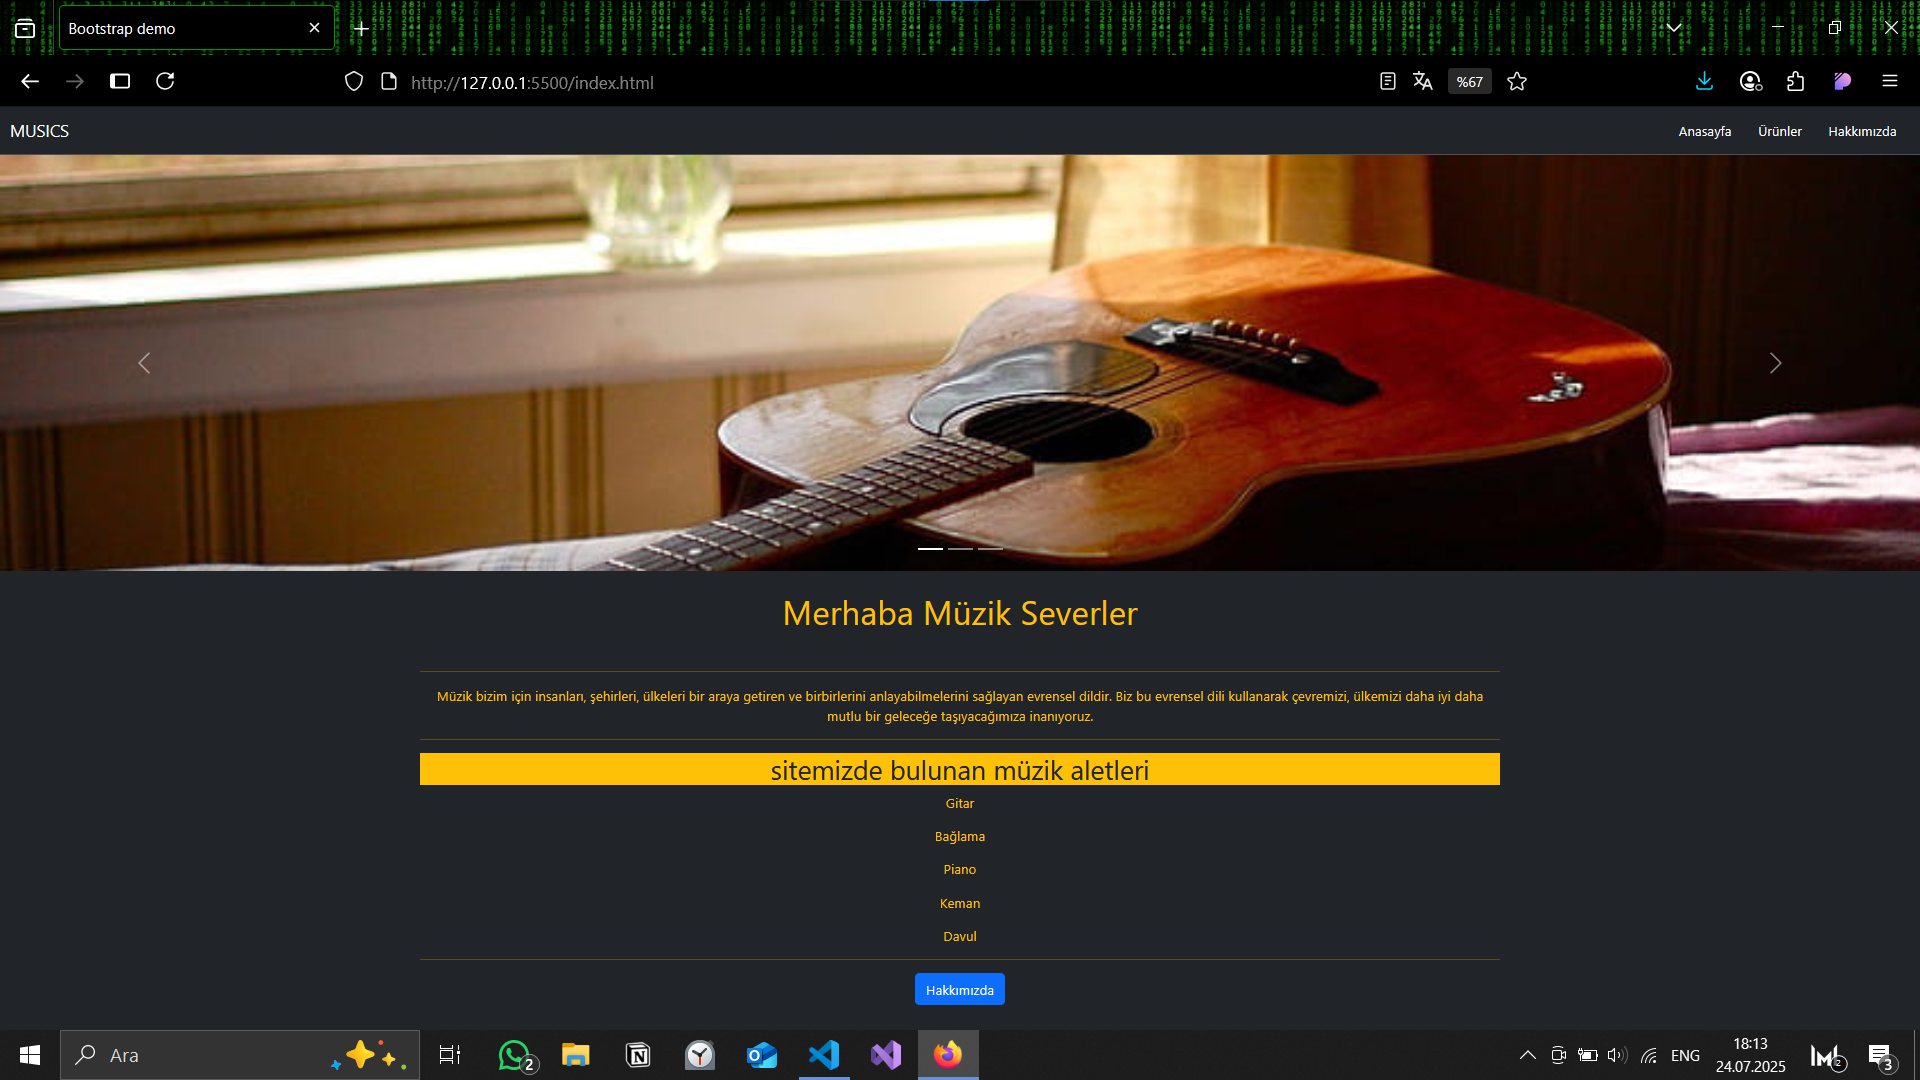 Bootstrap demo
http://127.0.0.1:5500/index.html
%67
MUSICS
Anasayfa
Ürünler
Hakkımızda
Merhaba Müzik Severler
Müzik bizim için insanları, şehirleri, ülkeleri bir araya getiren ve birbirlerini anlayabilmelerini sağlayan evrensel dildir. Biz bu evrensel dili kullanarak çevremizi, ülkemizi daha iyi daha
mutlu bir geleceğe taşıyacağımıza inanıyoruz.
sitemizde bulunan müzik aletleri
Gitar
Bağlama
Piano
Keman
Davul
Hakkımızda
Ara
2
ENG
18:13
24.07.2025
2
3